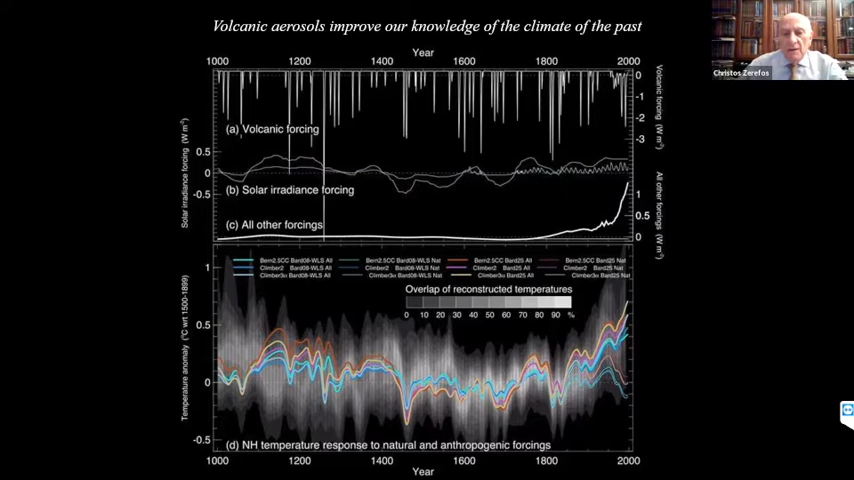 Volcanic aerosols improve our knowledge of the climate of the past
Christos Zerefos
Year
1000 1200 1400 1600 1800 2000
0
-1
-2
-3
Volcanic forcing (W m-2)
(a) Volcanic forcing
0.5
0
-0.5
Solar irradiance forcing (W m-2)
(b) Solar irradiance forcing
1
0.5
0
All other forcings (W m-2)
(c) All other forcings
Bern2.5CC Bard08-WLS All Bern2.5CC Bard08-WLS Nat Bern2.5CC Bard25 All Bern2.5CC Bard25 Nat
Climber2 Bard08-WLS All Climber2 Bard08-WLS Nat Climber2 Bard25 All Climber2 Bard25 Nat
Climber3α Bard08-WLS All Climber3α Bard08-WLS Nat Climber3α Bard25 All Climber3α Bard25 Nat
Overlap of reconstructed temperatures
0 10 20 30 40 50 60 70 80 90 %
1
0.5
0
-0.5
Temperature anomaly (°C wrt 1500-1899)
(d) NH temperature response to natural and anthropogenic forcings
1000 1200 1400 1600 1800 2000
Year